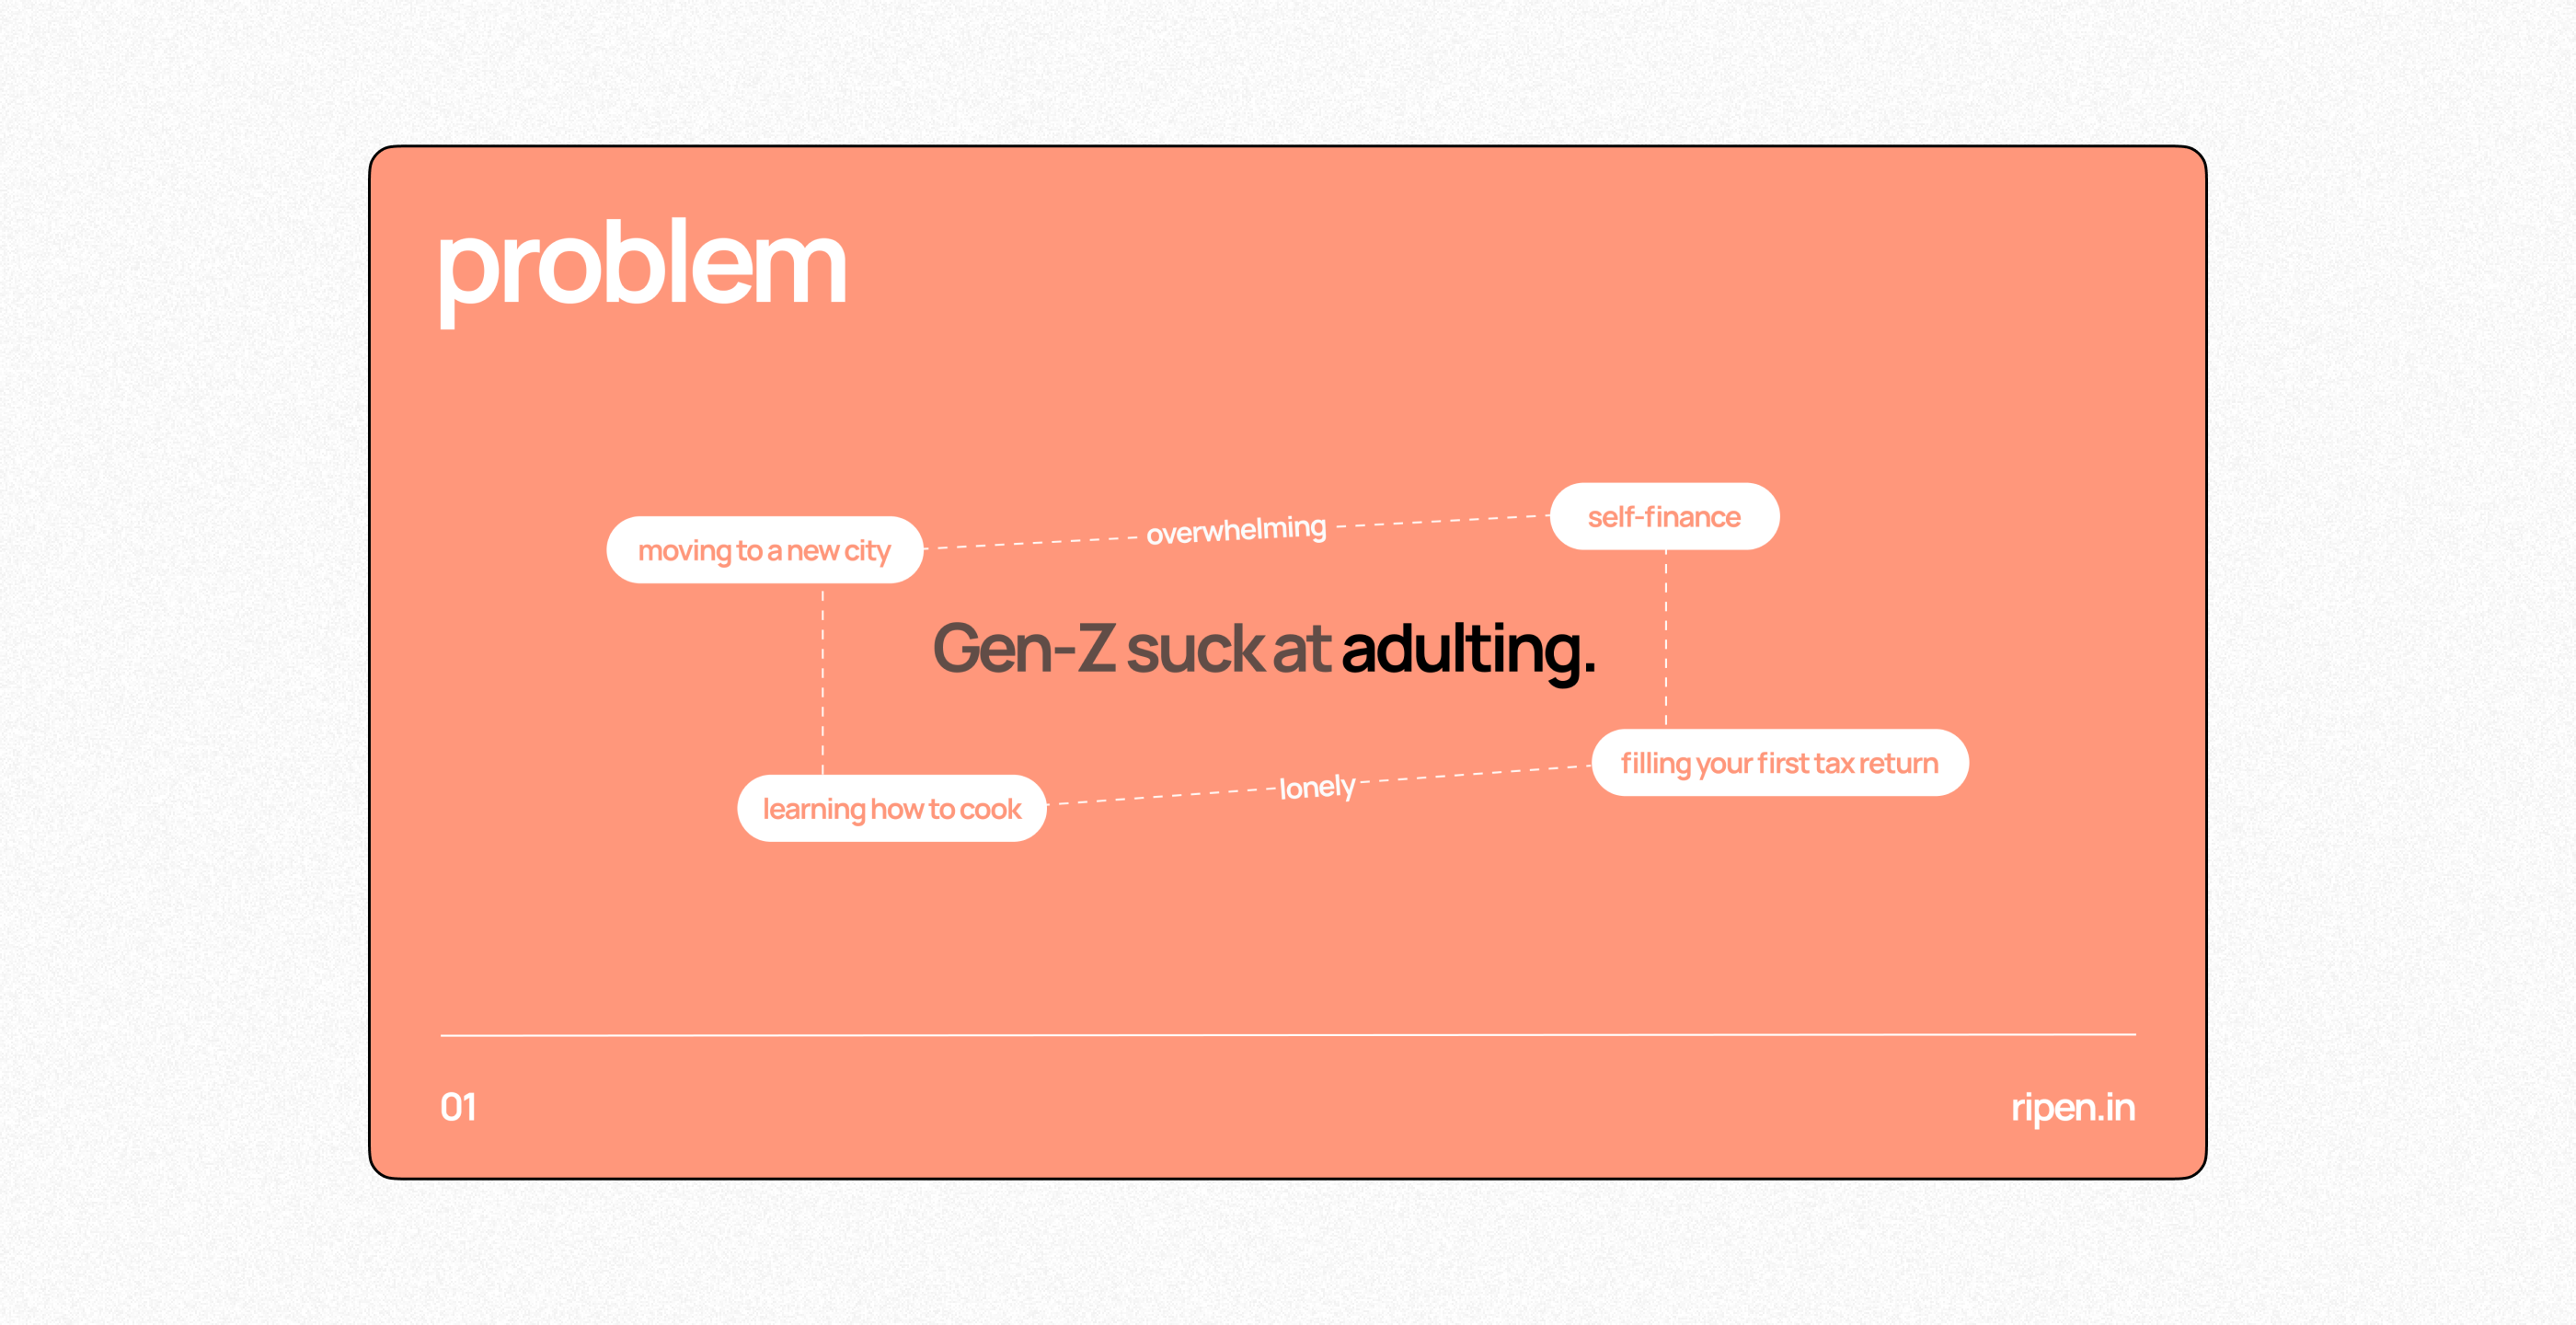 problem
self-finance
overwhelming
moving to a new city
Gen-Z suck at adulting.
filling your first tax return
lonely
learning how to cook
01
ripen.in